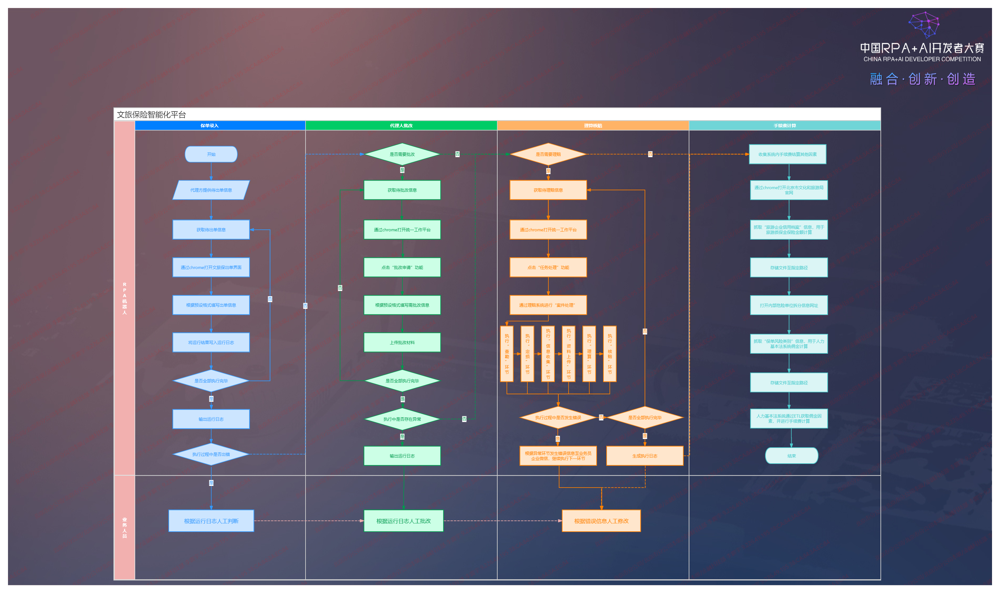 中国RPA+AI开发者大赛
CHINA RPA+AI DEVELOPER COMPETITION
融合·创新·创造
文旅保险智能化平台
保单录入
代理人批改
理算核赔
手续费计算
RPA机器人
开始
代理方提供待出单信息
获取待出单信息
通过chrome打开文旅保出单界面
根据预设格式填写出单信息
将运行结果写入运行日志
是否全部执行完毕
否
是
输出运行日志
执行过程中是否出错
否
是
是否需要批改
否
是
获取待批改信息
通过chrome打开统一工作平台
点击“批改申请”功能
根据预设格式填写需批改信息
上传批改材料
是否全部执行完毕
否
是
执行中是否存在异常
否
是
输出运行日志
是否需要理赔
否
是
获取待理赔信息
通过chrome打开统一工作平台
点击“任务处理”功能
通过理赔系统进行“案件处理”
执行“查勘”环节
执行“定损”环节
执行“信息收集”环节
执行“资料上传”环节
执行“理算”环节
执行“核赔”环节
否
执行过程中是否发生错误
否
是否全部执行完毕
是
是
根据异常环节发生错误信息至业务员
企业微信，继续执行下一环节
生成执行日志
收集系统内手续费结算其他因素
通过chrome打开北京市文化和旅游局
官网
抓取“旅游企业信用档案”信息，用于
旅游质保金保险金额计算
存储文件至指定路径
打开内部危险单位拆分信息网址
抓取“保单风险类别”信息，用于人力
基本法系统佣金计算
存储文件至指定路径
人力基本法系统通过ETL获取佣金因
素，并进行手续费计算
结束
业务人员
根据运行日志人工判断
根据运行日志人工批改
根据错误信息人工修改